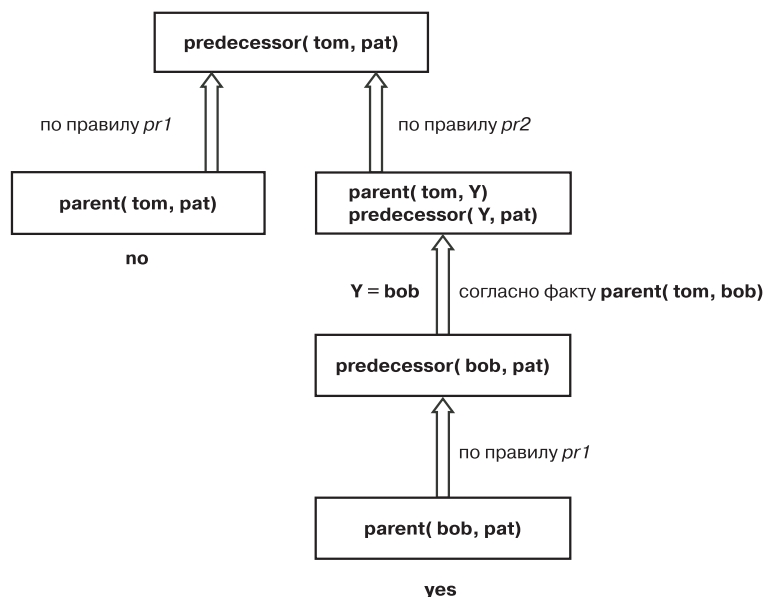 predecessor( tom, pat)
по правилу pr1
по правилу pr2
parent( tom, pat)
no
parent( tom, Y)
predecessor( Y, pat)
Y = bob
согласно факту parent( tom, bob)
predecessor( bob, pat)
по правилу pr1
parent( bob, pat)
yes